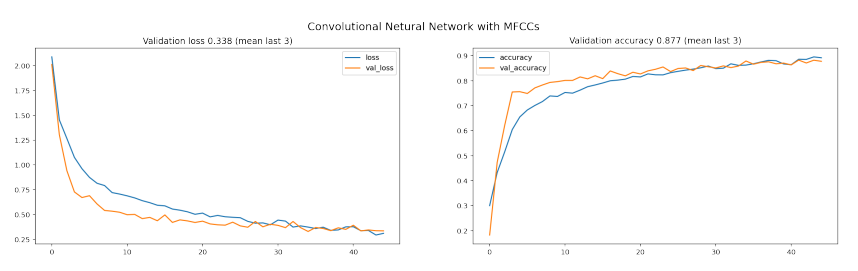 Convolutional Netural Network with MFCCs
Validation loss 0.338 (mean last 3)
loss
val_loss
2.00
1.75
1.50
1.25
1.00
0.75
0.50
0.25
0 10 20 30 40
Validation accuracy 0.877 (mean last 3)
accuracy
val_accuracy
0.9
0.8
0.7
0.6
0.5
0.4
0.3
0.2
0 10 20 30 40